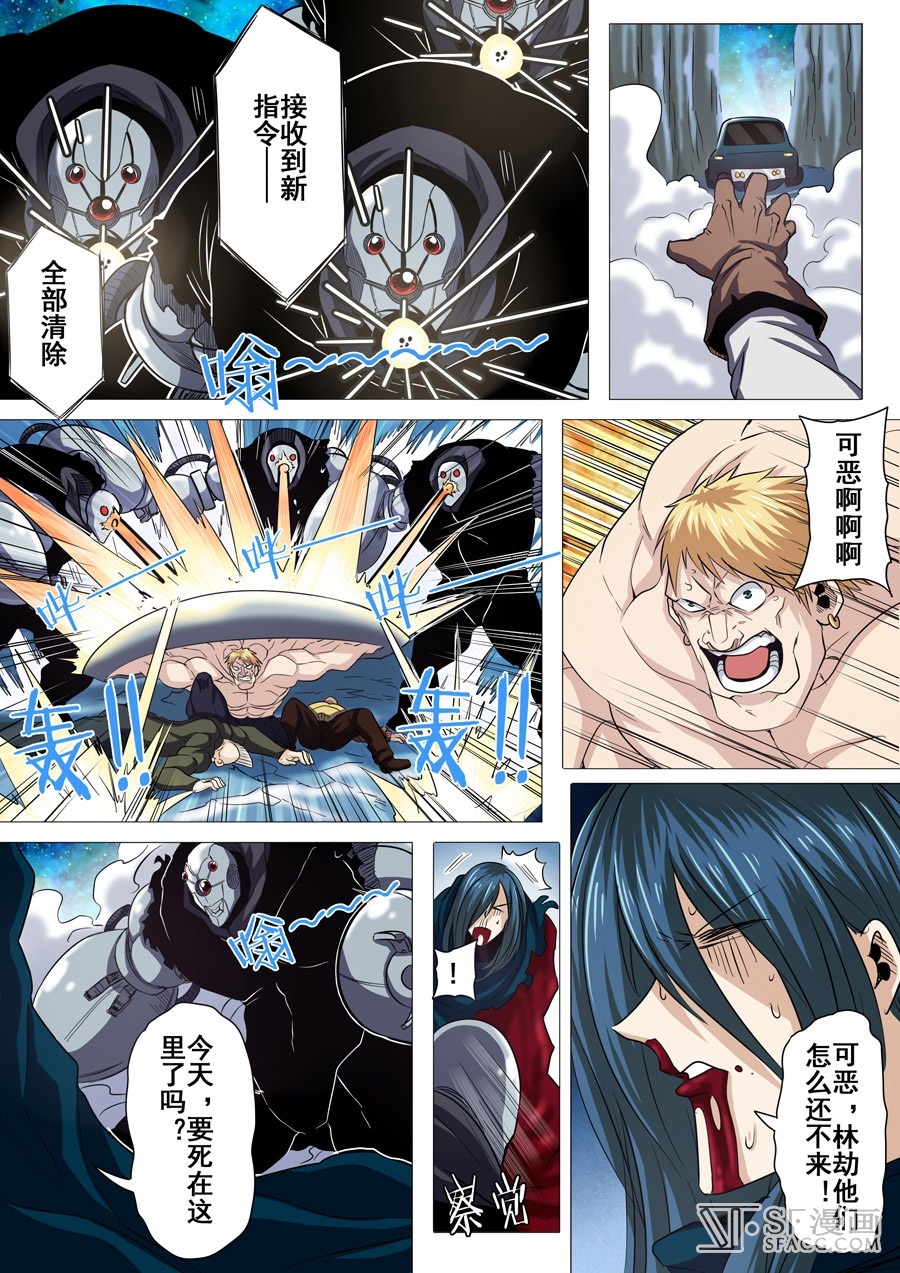 接收到新
指令——
全部清除
嗡～～～～～～
可恶啊啊啊
哔——
哔——
哔——
哔——
轰!!
轰!!
可恶，林劫他们
怎么还不来！
！
察觉
嗡～～～～
今天，要死在这
里了吗？
SF漫画
SFACG.COM